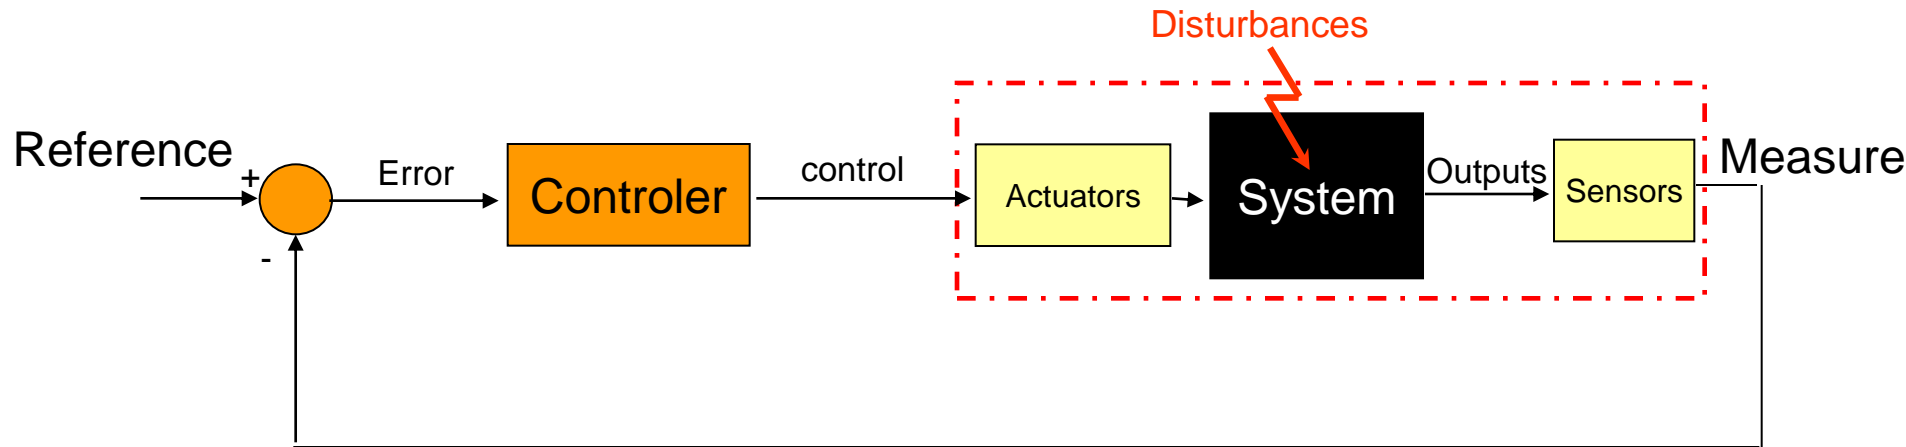 Disturbances
Reference
+
Error
Controler
control
Actuators
System
Outputs
Sensors
Measure
-